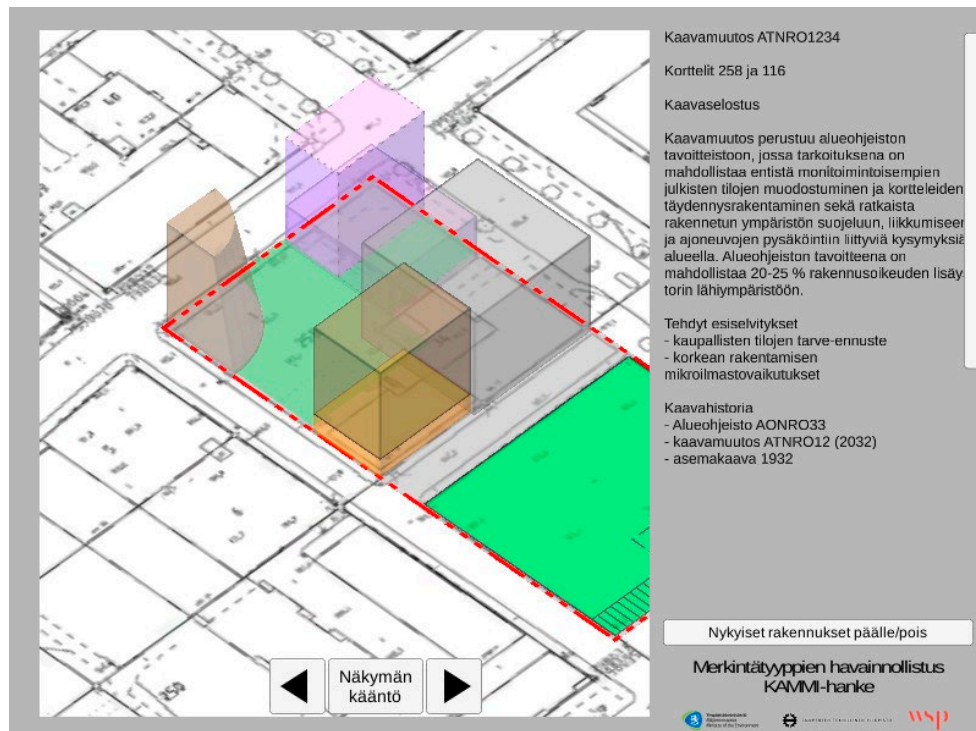 Kaavamuutos ATNRO1234
Korttelit 258 ja 116
Kaavaselostus
Kaavamuutos perustuu alueohjeiston
tavoitteistoon, jossa tarkoituksena on
mahdollistaa entistä monitoimintoisempien
julkisten tilojen muodostuminen ja kortteleiden
täydennysrakentaminen sekä ratkaista
rakennetun ympäristön suojeluun, liikkumiseen
ja ajoneuvojen pysäköintiin liittyviä kysymyksiä
alueella. Alueohjeiston tavoitteena on
mahdollistaa 20-25 % rakennusoikeuden lisäy
torin lähiympäristöön.
Tehdyt esiselvitykset
- kaupallisten tilojen tarve-ennuste
- korkean rakentamisen
mikroilmastovaikutukset
Kaavahistoria
- Alueohjeisto AONRO33
- kaavamuutos ATNRO12 (2032)
- asemakaava 1932
Nykyiset rakennukset päälle/pois
Näkymän
kääntö
Merkintätyyppien havainnollistus
KAMMI-hanke
wsp